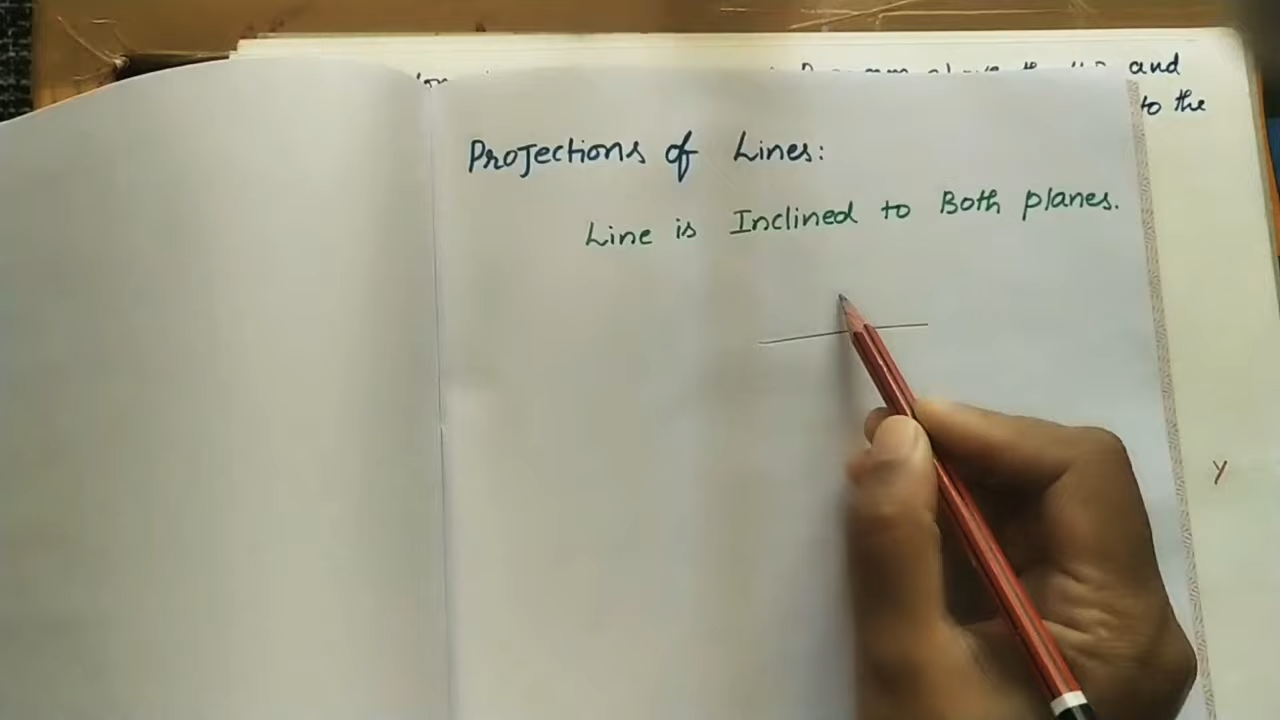 and
to the
Projections of Lines:
Line is Inclined to Both planes.
y